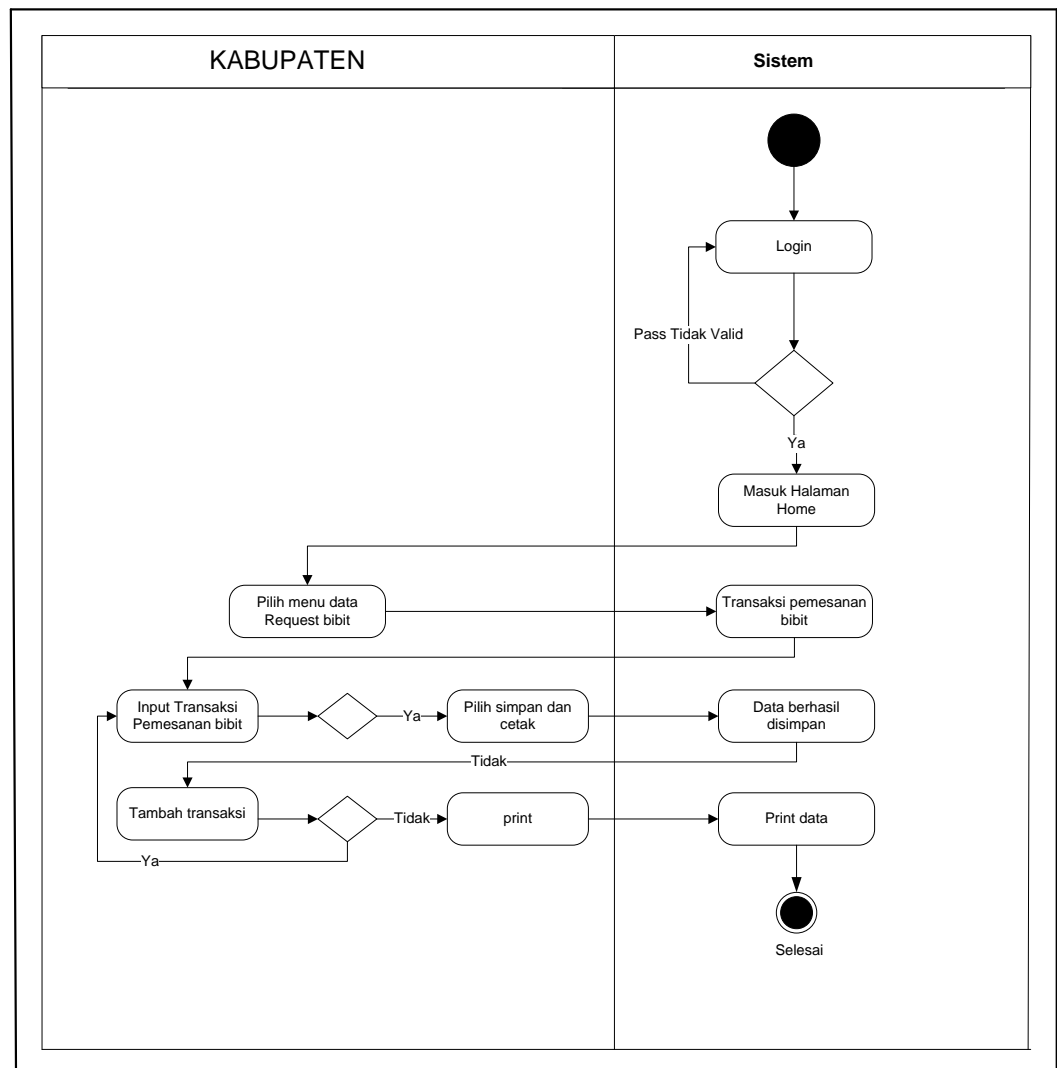 KABUPATEN
Sistem
Login
Pass Tidak Valid
Ya
Masuk Halaman
Home
Pilih menu data
Request bibit
Transaksi pemesanan
bibit
Input Transaksi
Pemesanan bibit
Ya
Pilih simpan dan
cetak
Data berhasil
disimpan
Tidak
Tambah transaksi
Tidak
print
Print data
Ya
Selesai